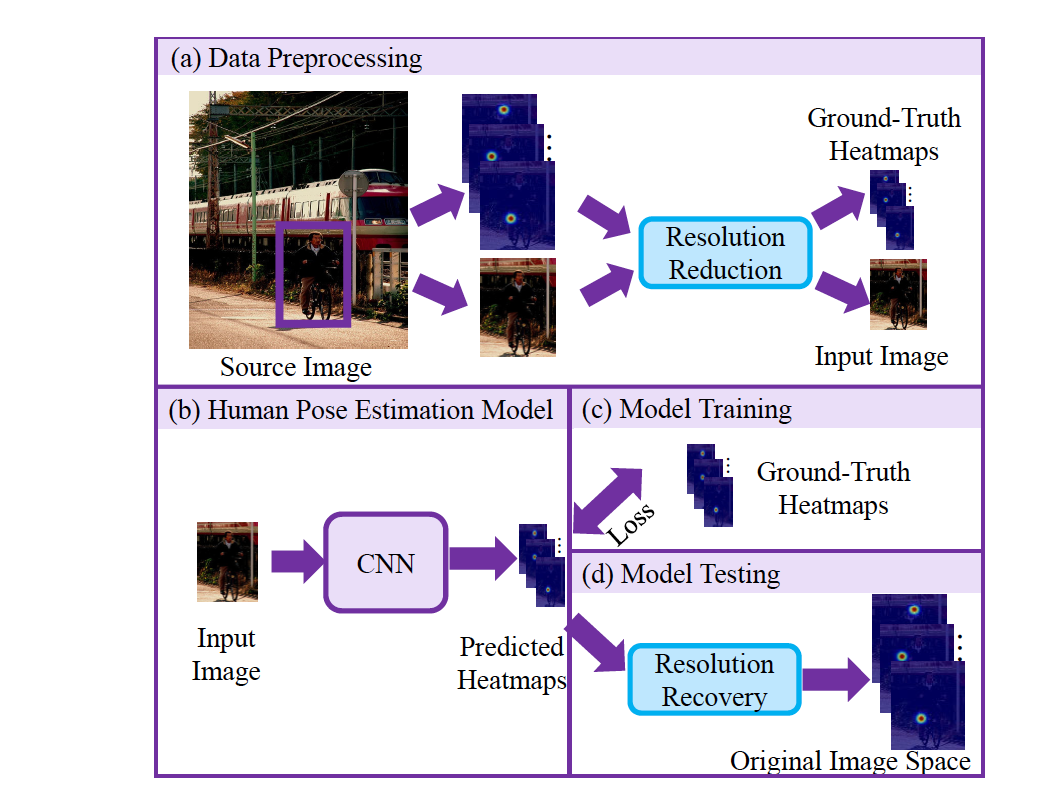 (a) Data Preprocessing
Ground-Truth
Heatmaps
Resolution
Reduction
Source Image
Input Image
(b) Human Pose Estimation Model
CNN
Input
Image
Predicted
Heatmaps
(c) Model Training
Ground-Truth
Heatmaps
Loss
(d) Model Testing
Resolution
Recovery
Original Image Space